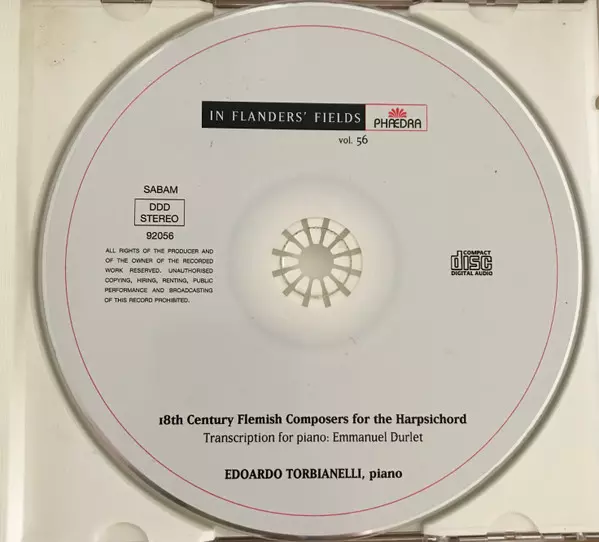 IN FLANDERS' FIELDS
PHÆDRA
vol. 56
SABAM
DDD
STEREO
92056
ALL RIGHTS OF THE PRODUCER AND
OF THE OWNER OF THE RECORDED
WORK RESERVED. UNAUTHORISED
COPYING, HIRING, RENTING, PUBLIC
PERFORMANCE AND BROADCASTING
OF THIS RECORD PROHIBITED.
COMPACT
disc
DIGITAL AUDIO
18th Century Flemish Composers for the Harpsichord
Transcription for piano: Emmanuel Durlet
EDOARDO TORBIANELLI, piano